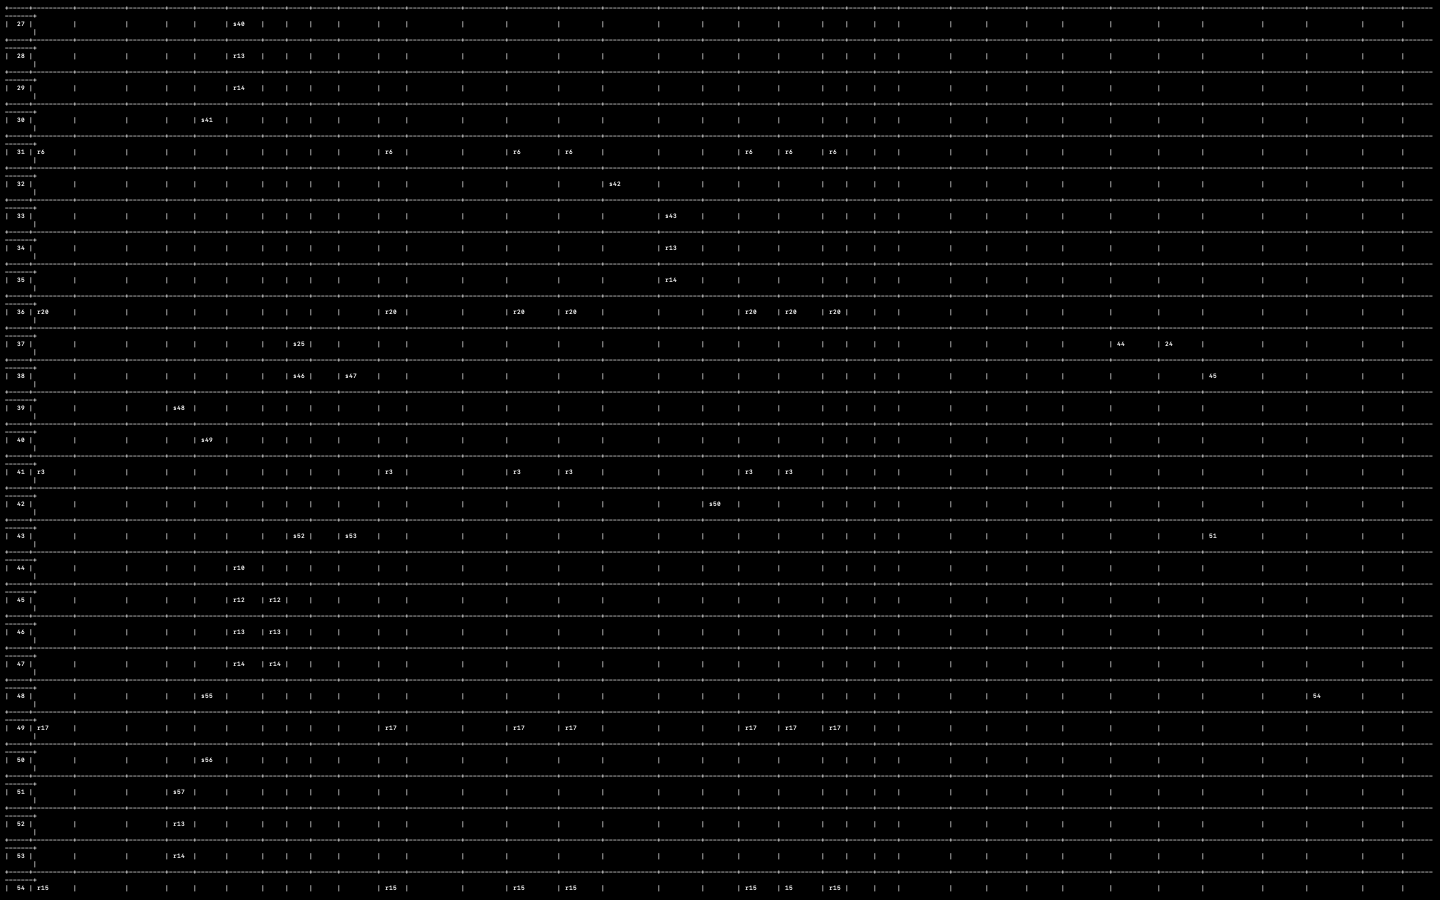 27 s40
28 r13
29 r14
30 s41
31 r6 r6 r6 r6 r6 r6 r6
32 s42
33 s43
34 r13
35 r14
36 r20 r20 r20 r20 r20 r20 r20
37 s25 44 24
38 s46 s47 45
39 s48
40 s49
41 r3 r3 r3 r3 r3 r3
42 s50
43 s52 s53 51
44 r10
45 r12 r12
46 r13 r13
47 r14 r14
48 s55 54
49 r17 r17 r17 r17 r17 r17 r17
50 s56
51 s57
52 r13
53 r14
54 r15 r15 r15 r15 r15 15 r15